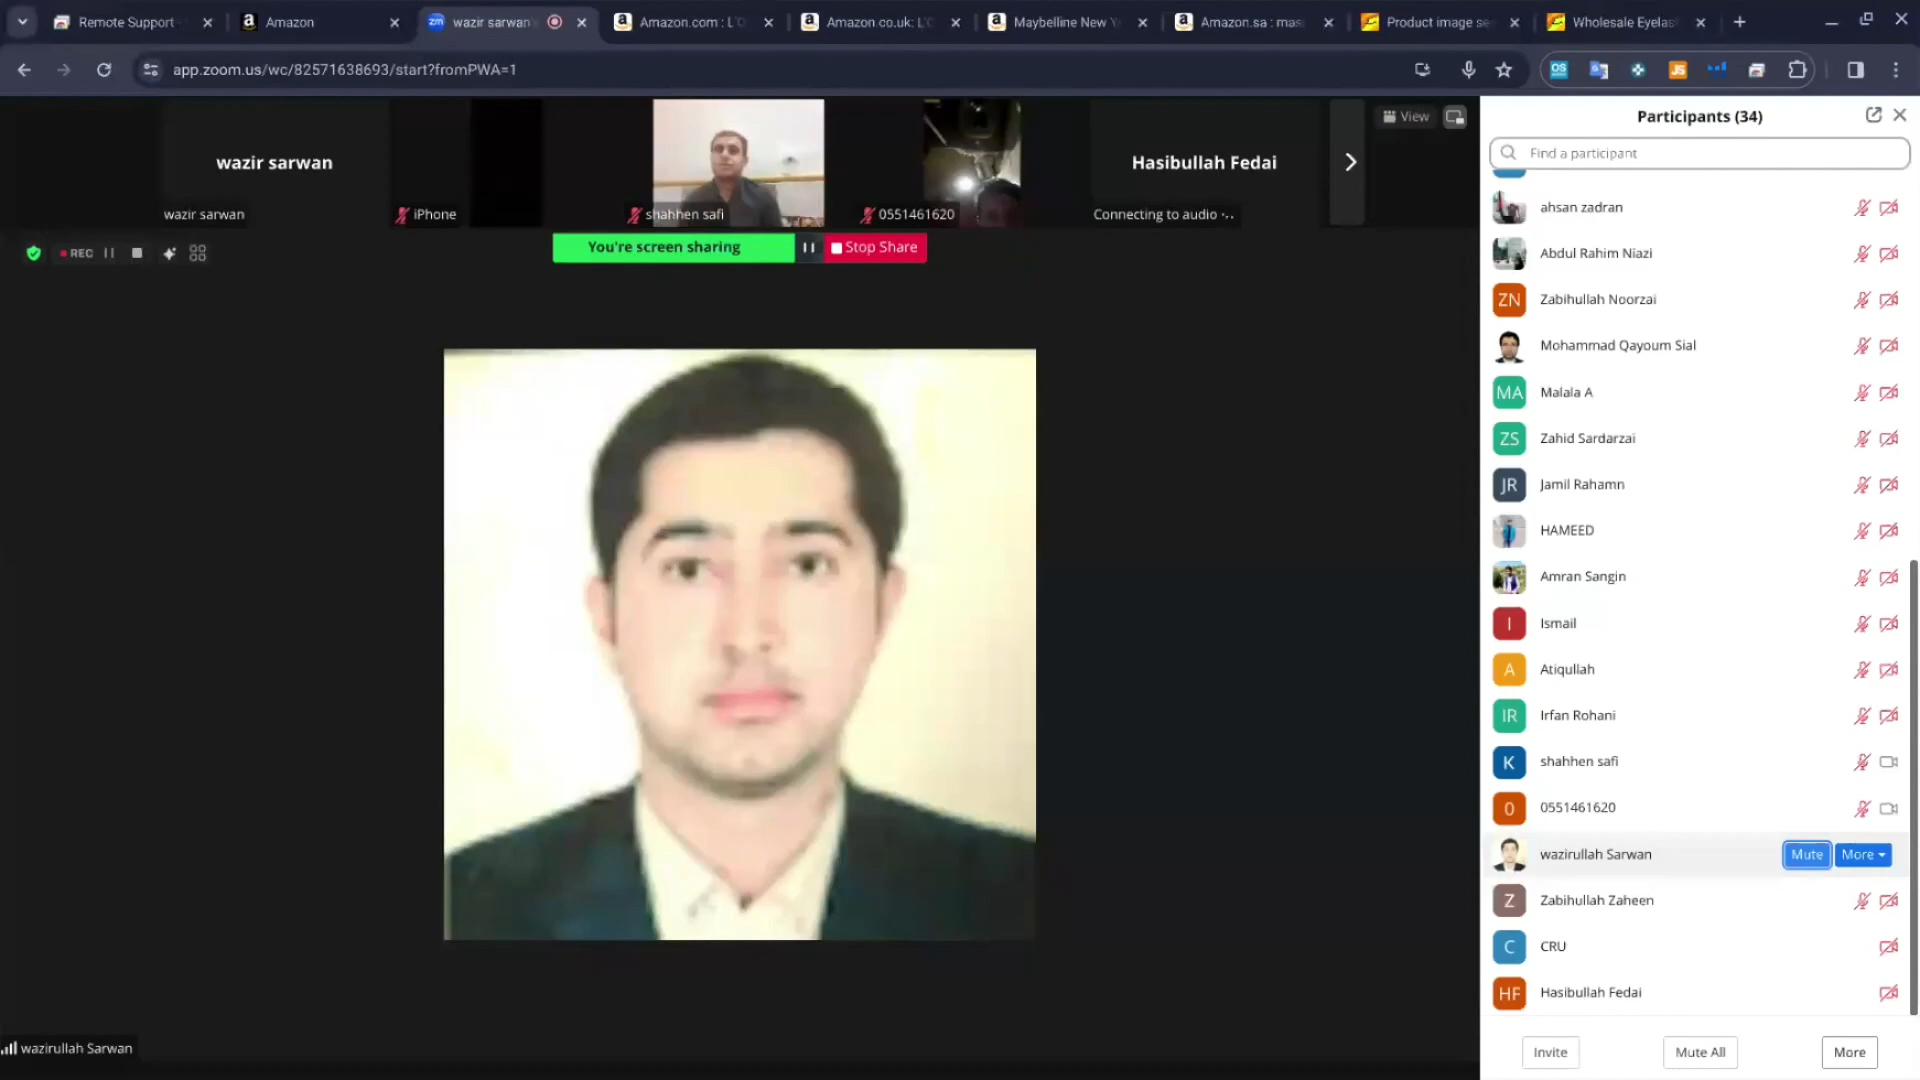 Remote Support
Amazon
wazir sarwan'
Amazon.com : L'O
Amazon.co.uk: L'O
Maybelline New Y
Amazon.sa : mas
Product image se
Wholesale Eyelas
app.zoom.us/wc/82571638693/start?fromPWA=1
wazir sarwan
wazir sarwan
iPhone
shahhen safi
0551461620
Hasibullah Fedai
Connecting to audio
View
REC
You're screen sharing
Stop Share
wazirullah Sarwan
Participants (34)
Find a participant
ahsan zadran
Abdul Rahim Niazi
ZN Zabihullah Noorzai
Mohammad Qayoum Sial
MA Malala A
ZS Zahid Sardarzai
JR Jamil Rahamn
HAMEED
Amran Sangin
I Ismail
A Atiqullah
IR Irfan Rohani
K shahhen safi
0 0551461620
wazirullah Sarwan Mute More
Z Zabihullah Zaheen
C CRU
HF Hasibullah Fedai
Invite Mute All More